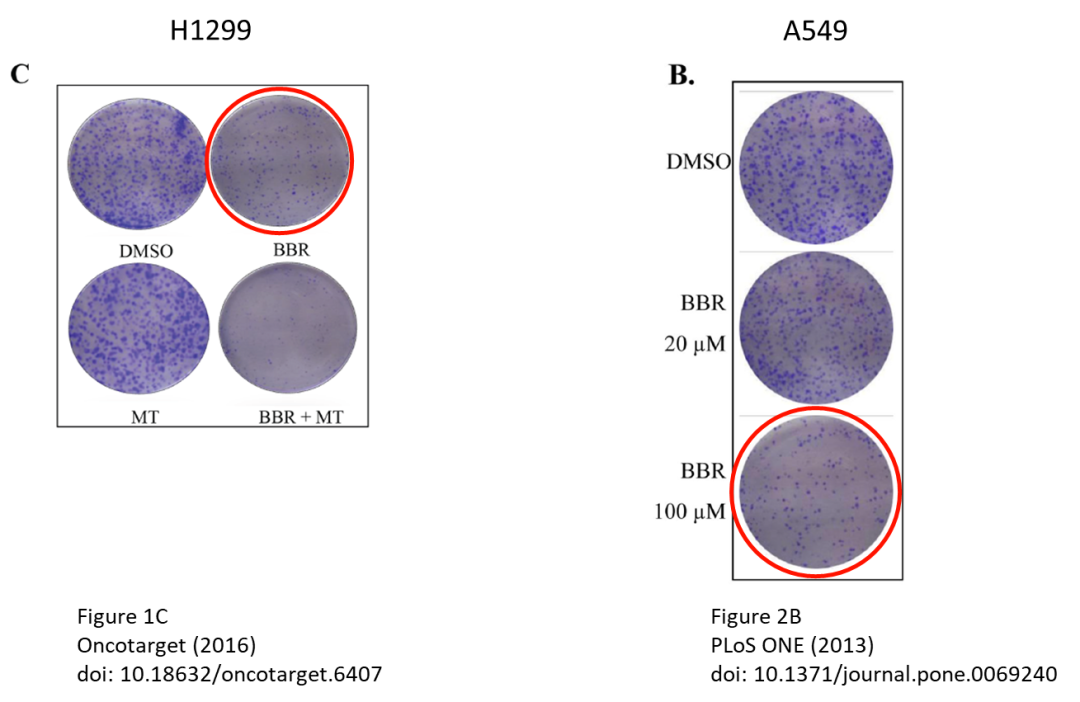 H1299
C
DMSO
BBR
MT
BBR + MT
Figure 1C
Oncotarget (2016)
doi: 10.18632/oncotarget.6407
A549
B.
DMSO
BBR
20 µM
BBR
100 µM
Figure 2B
PLoS ONE (2013)
doi: 10.1371/journal.pone.0069240